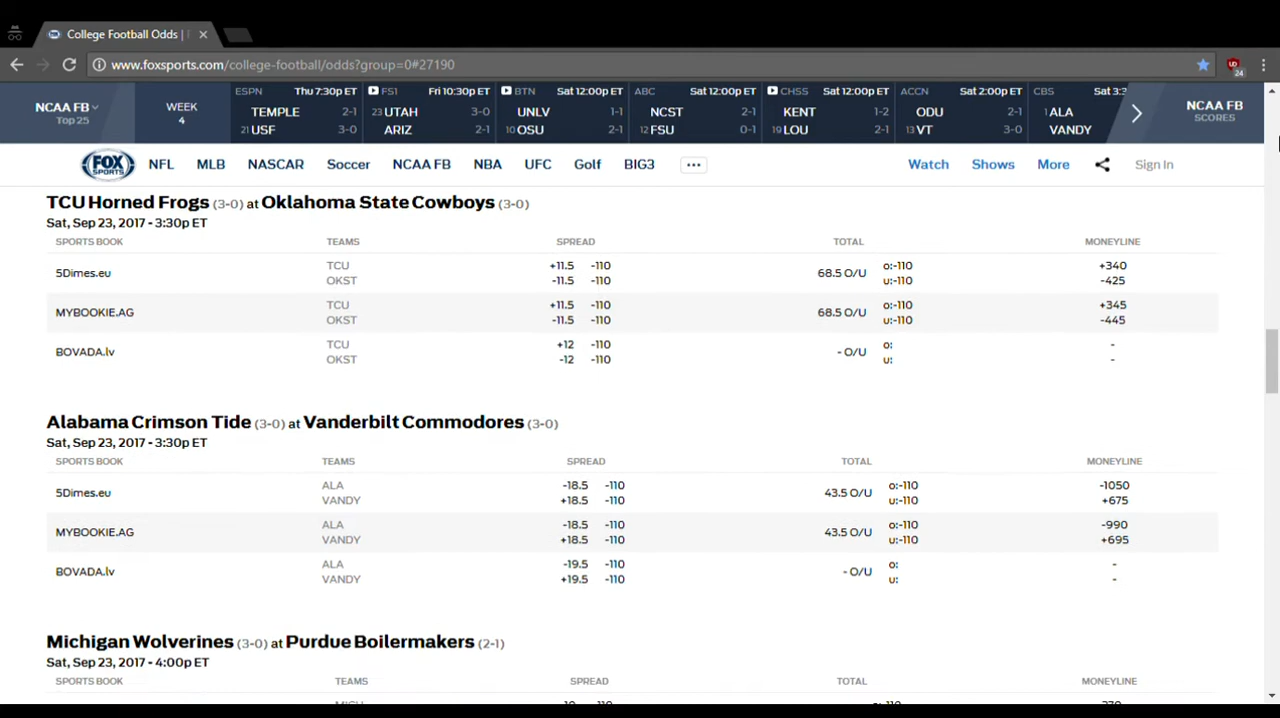 College Football Odds |
www.foxsports.com/college-football/odds?group=0#27190
24
NCAA FB
Top 25
WEEK
4
ESPN Thu 7:30p ET
TEMPLE 2-1
21 USF 3-0
FS1 Fri 10:30p ET
23 UTAH 3-0
ARIZ 2-1
BTN Sat 12:00p ET
UNLV 1-1
10 OSU 2-1
ABC Sat 12:00p ET
NCST 2-1
12 FSU 0-1
CHSS Sat 12:00p ET
KENT 1-2
19 LOU 2-1
ACCN Sat 2:00p ET
ODU 2-1
13 VT 3-0
CBS Sat 3:3
1 ALA
VANDY
NCAA FB
SCORES
FOX SPORTS NFL MLB NASCAR Soccer NCAA FB NBA UFC Golf BIG3 ... Watch Shows More Sign In
TCU Horned Frogs (3-0) at Oklahoma State Cowboys (3-0)
Sat, Sep 23, 2017 - 3:30p ET
SPORTS BOOK TEAMS SPREAD TOTAL MONEYLINE
5Dimes.eu TCU +11.5 -110 68.5 O/U o:-110 +340
OKST -11.5 -110 u:-110 -425
MYBOOKIE.AG TCU +11.5 -110 68.5 O/U o:-110 +345
OKST -11.5 -110 u:-110 -445
BOVADA.lv TCU +12 -110 - O/U o: -
OKST -12 -110 u:
Alabama Crimson Tide (3-0) at Vanderbilt Commodores (3-0)
Sat, Sep 23, 2017 - 3:30p ET
SPORTS BOOK TEAMS SPREAD TOTAL MONEYLINE
5Dimes.eu ALA -18.5 -110 43.5 O/U o:-110 -1050
VANDY +18.5 -110 u:-110 +675
MYBOOKIE.AG ALA -18.5 -110 43.5 O/U o:-110 -990
VANDY +18.5 -110 u:-110 +695
BOVADA.lv ALA -19.5 -110 - O/U o: -
VANDY +19.5 -110 u: -
Michigan Wolverines (3-0) at Purdue Boilermakers (2-1)
Sat, Sep 23, 2017 - 4:00p ET
SPORTS BOOK TEAMS SPREAD TOTAL MONEYLINE